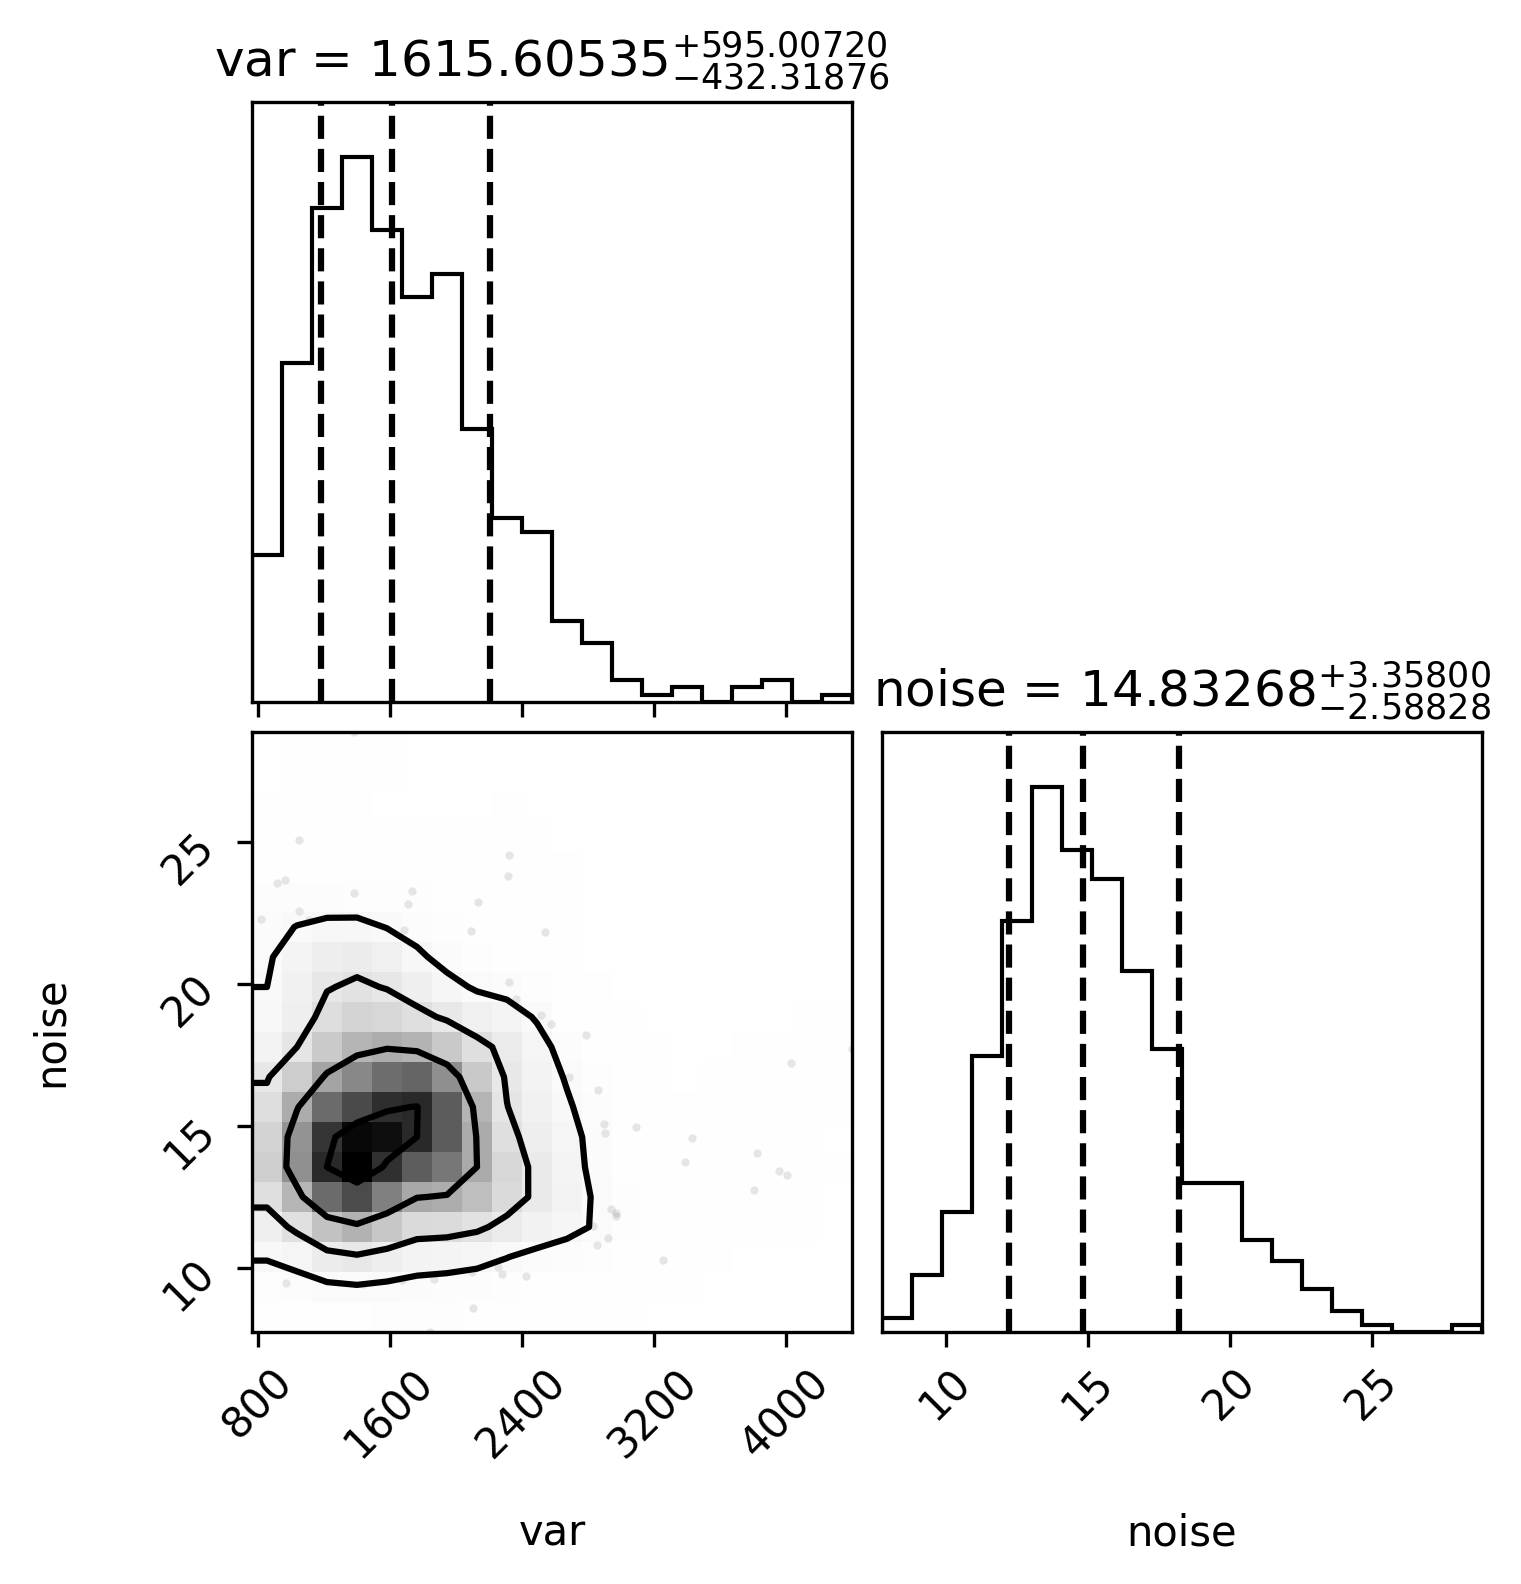 var = 1615.60535+595.00720−432.31876
noise = 14.83268+3.35800−2.58828
25
20
15
10
noise
800 1600 2400 3200 4000
10 15 20 25
var
noise